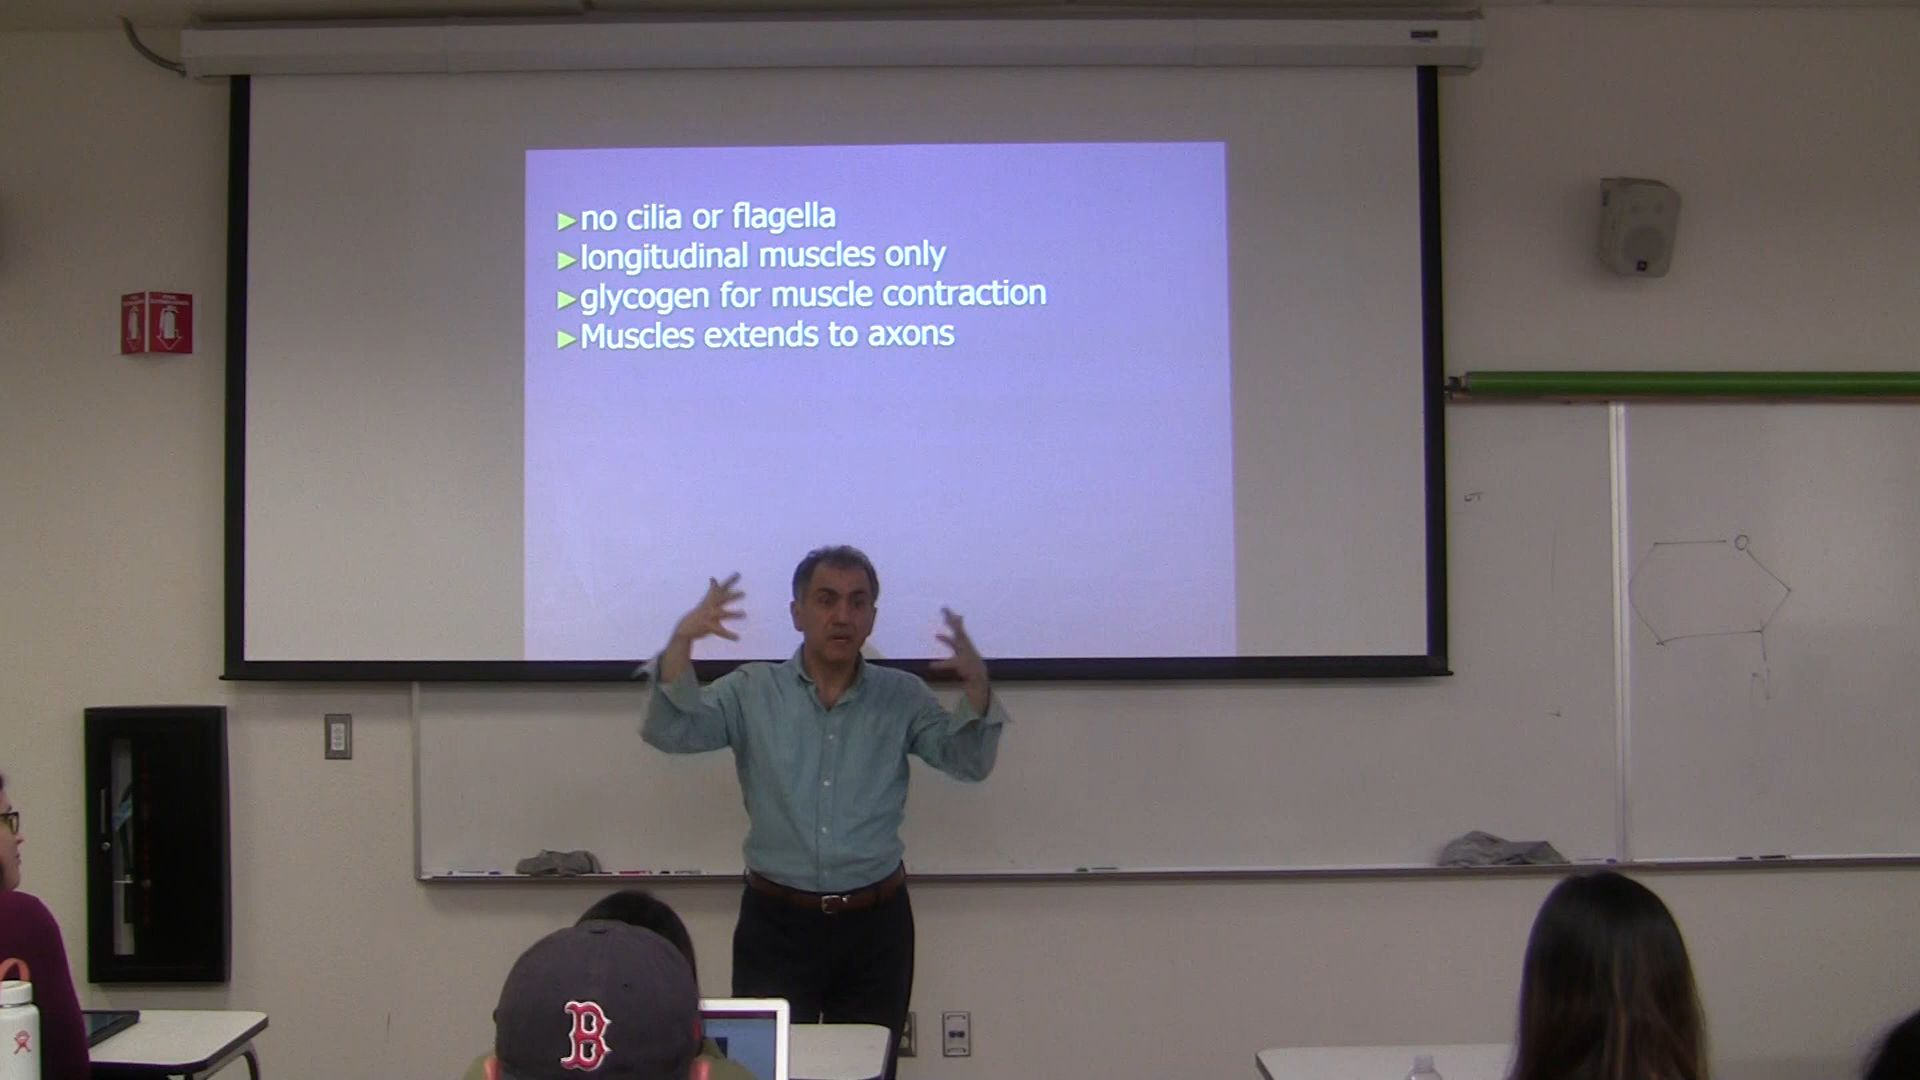 no cilia or flagella
longitudinal muscles only
glycogen for muscle contraction
Muscles extends to axons
B
N